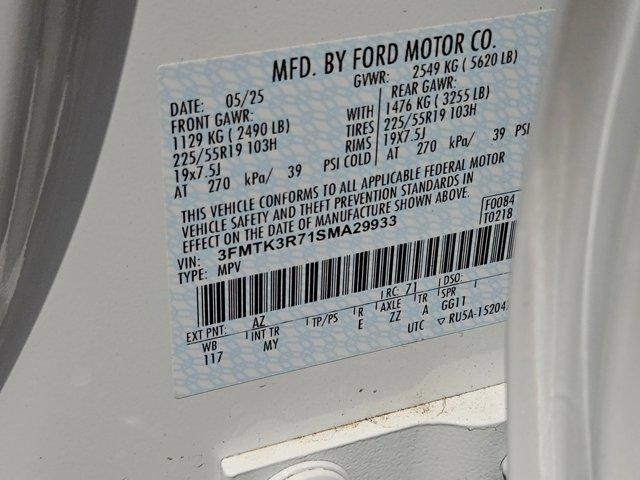 MFD. BY FORD MOTOR CO.
DATE: 05/25 GVWR: 2549 KG ( 5620 LB)
FRONT GAWR: REAR GAWR:
1129 KG ( 2490 LB) WITH 1476 KG ( 3255 LB)
225/55R19 103H TIRES 225/55R19 103H
19x7.5J RIMS 19X7.5J
AT 270 kPa/ 39 PSI COLD AT 270 kPa/ 39 PSI
THIS VEHICLE CONFORMS TO ALL APPLICABLE FEDERAL MOTOR
VEHICLE SAFETY AND THEFT PREVENTION STANDARDS IN
EFFECT ON THE DATE OF MANUFACTURE SHOWN ABOVE.
VIN: 3FMTK3R71SMA29933 F0084
TYPE: MPV T0218
EXT PNT: AZ RC: 71 DSO:
WB INT TR TP/PS R AXLE TR SPR
117 MY E ZZ A GG11
UTC ▽ RU5A-15204